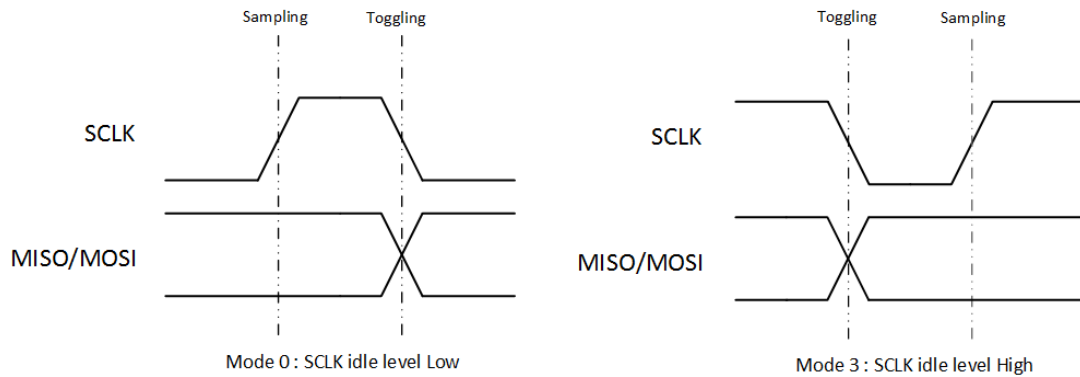 Sampling
Toggling
SCLK
MISO/MOSI
Mode 0 : SCLK idle level Low
Toggling
Sampling
SCLK
MISO/MOSI
Mode 3 : SCLK idle level High